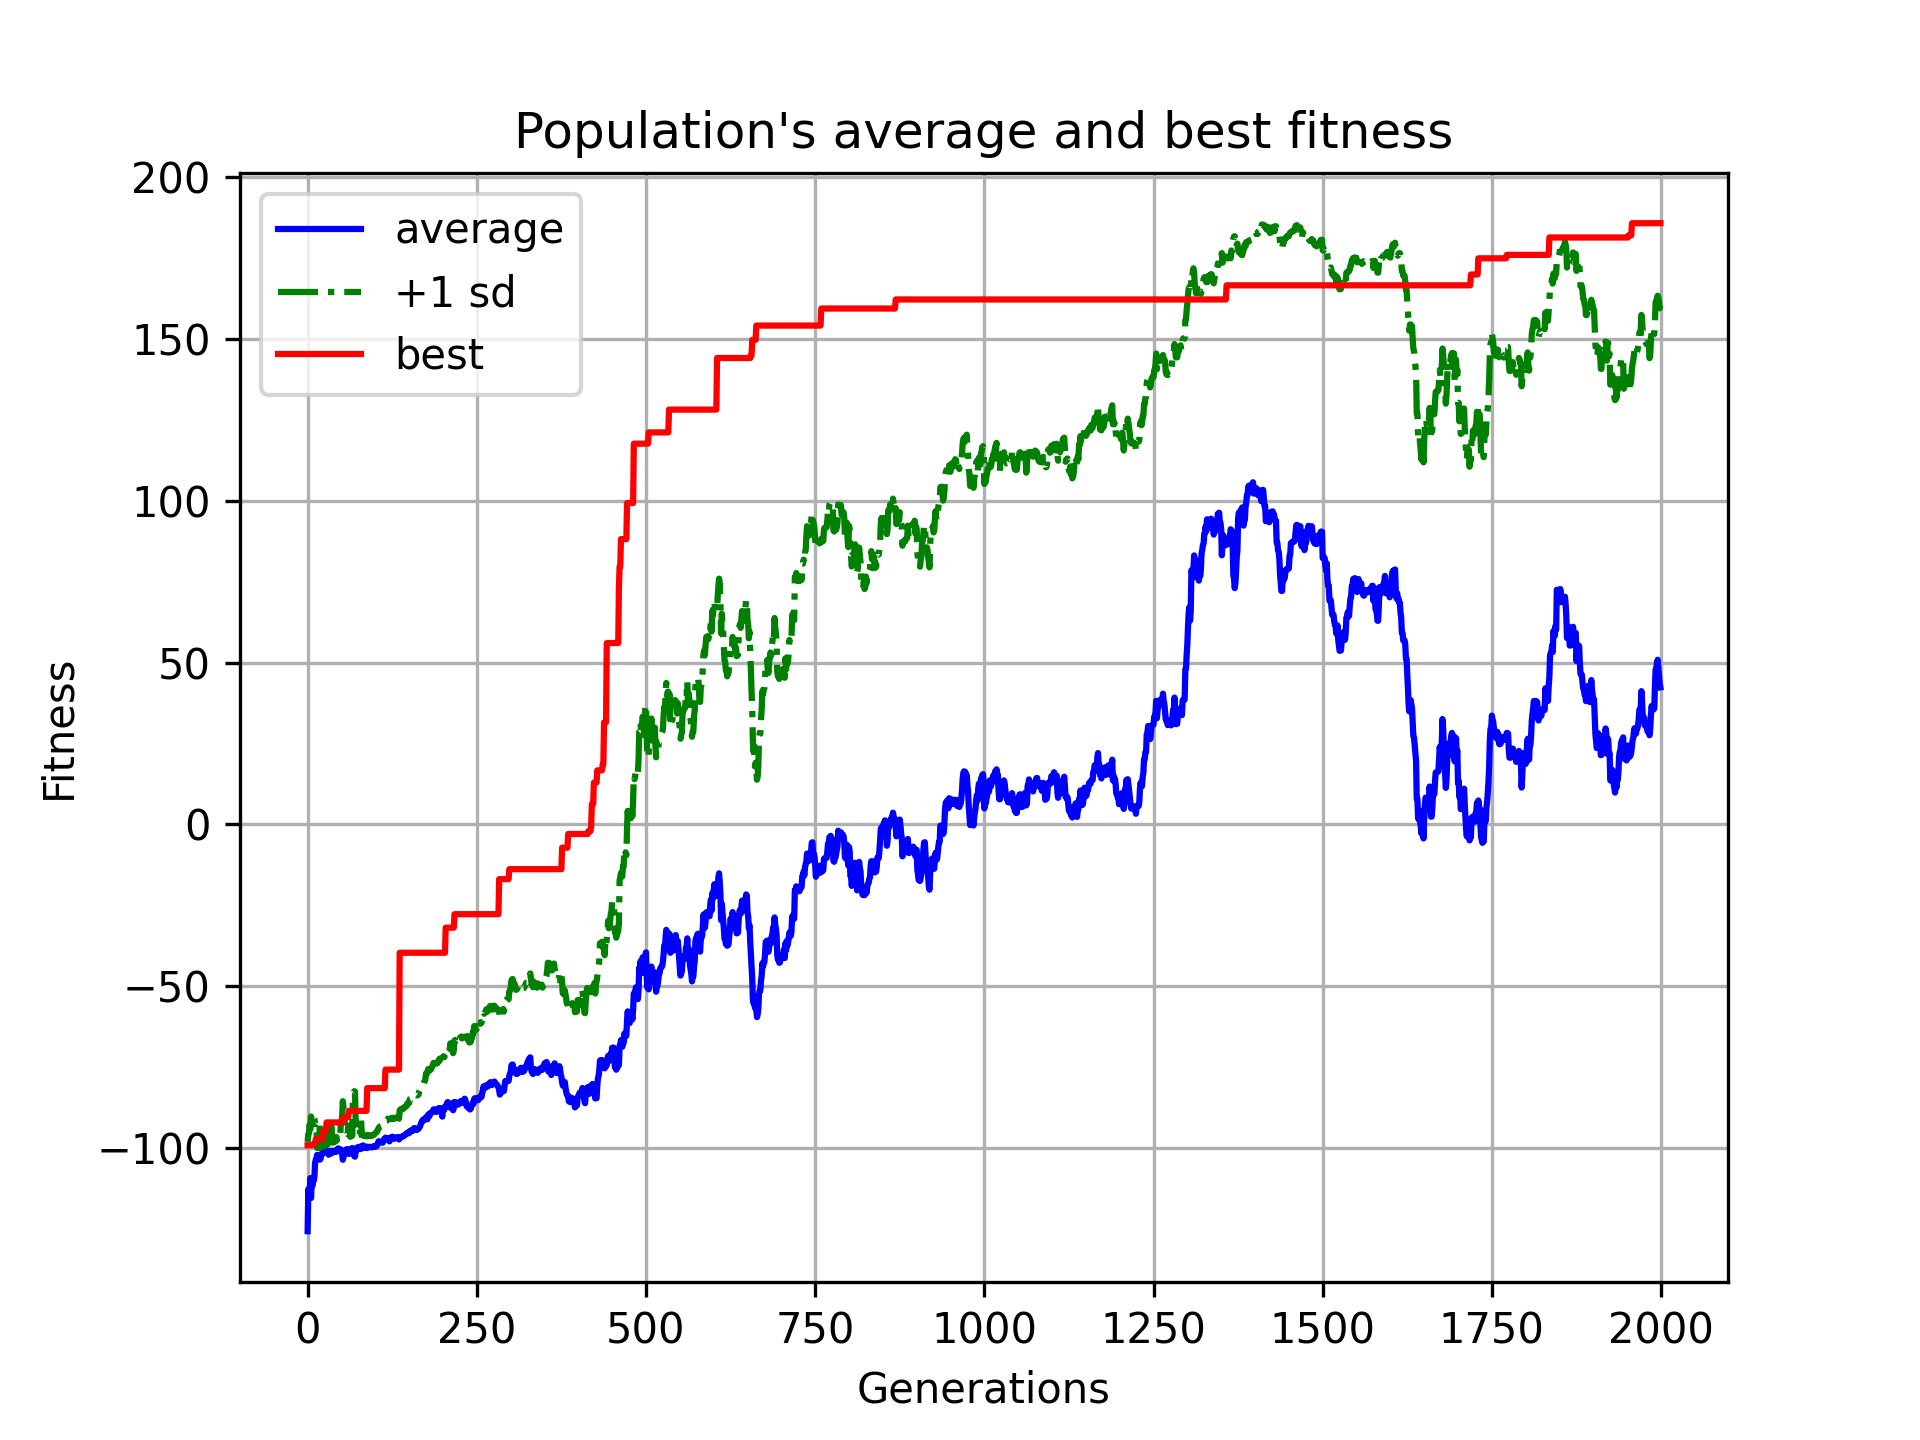 Population's average and best fitness
200
150
100
50
0
−50
−100
Fitness
average
+1 sd
best
0 250 500 750 1000 1250 1500 1750 2000
Generations